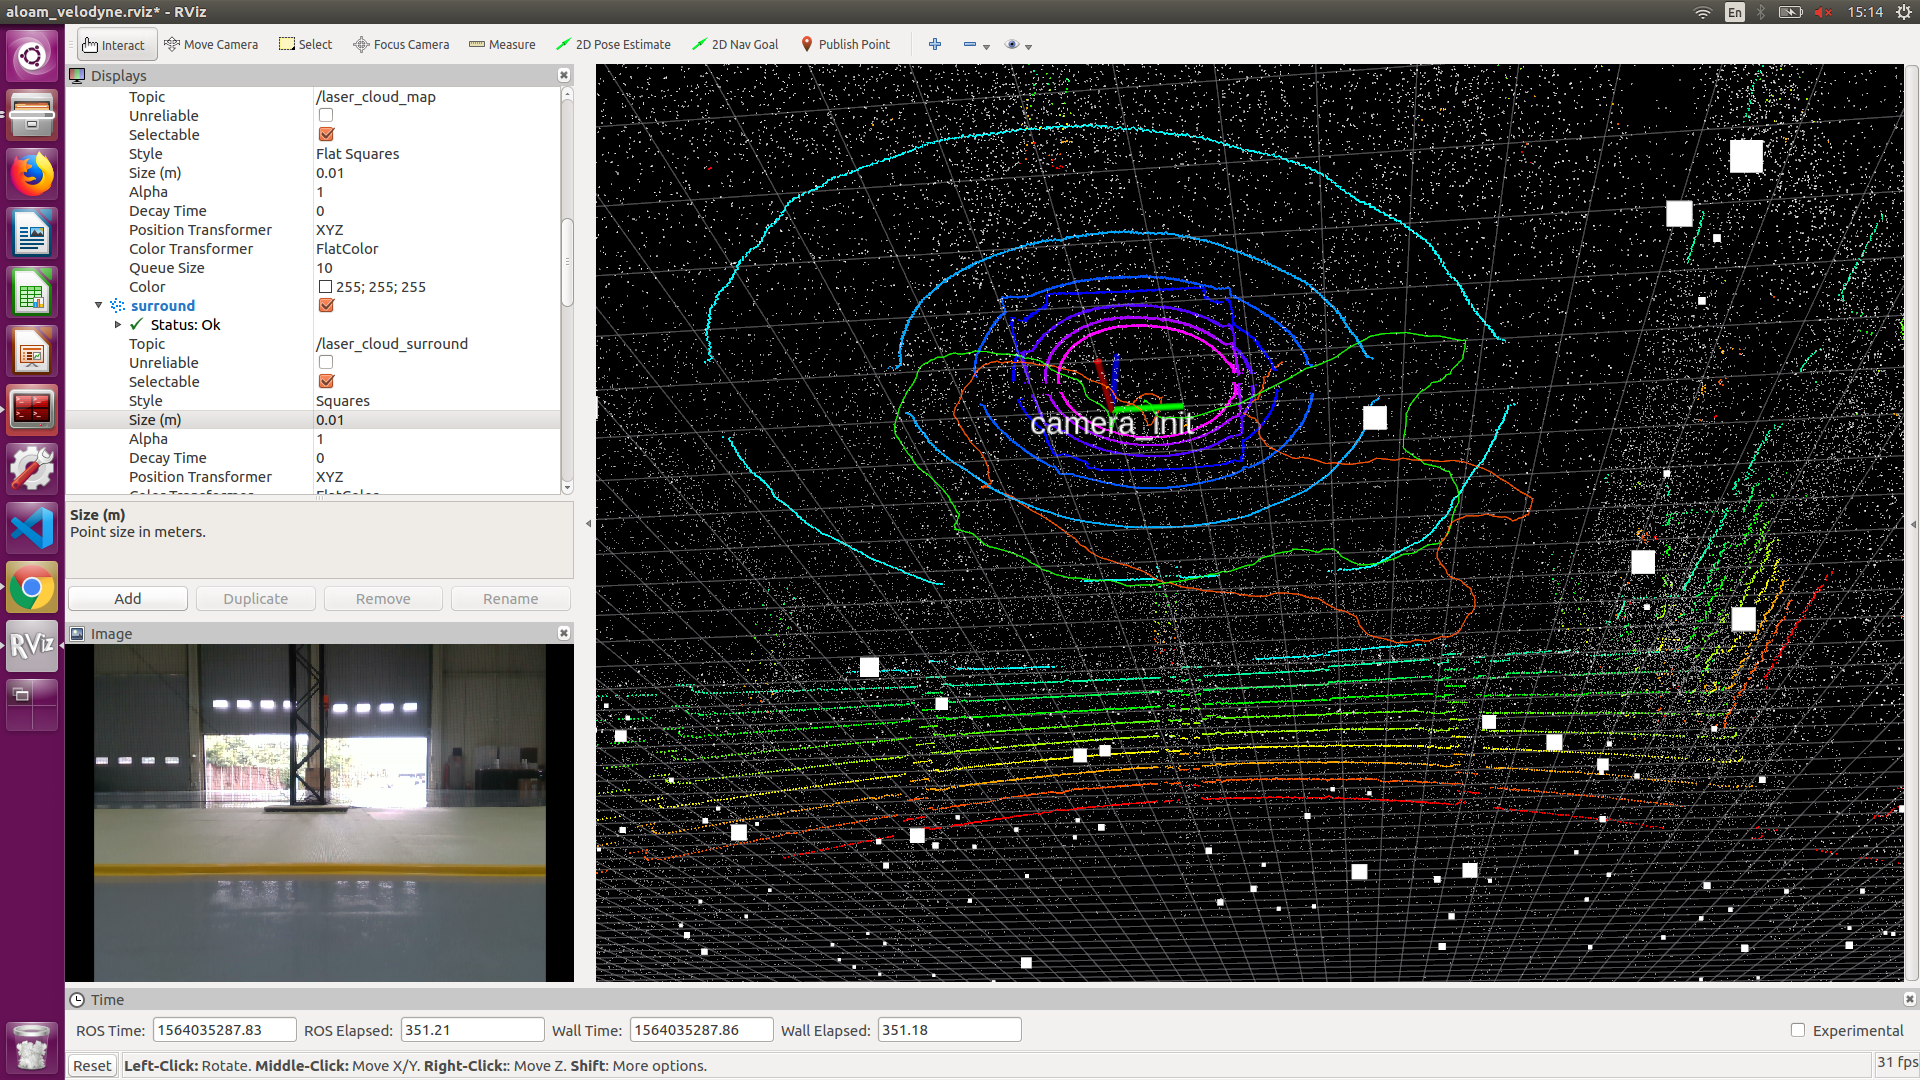 aloam_velodyne.rviz* - RViz
En
15:14
Interact
Move Camera
Select
Focus Camera
Measure
2D Pose Estimate
2D Nav Goal
Publish Point
Displays
Topic /laser_cloud_map
Unreliable
Selectable
Style Flat Squares
Size (m) 0.01
Alpha 1
Decay Time 0
Position Transformer XYZ
Color Transformer FlatColor
Queue Size 10
Color 255; 255; 255
surround
Status: Ok
Topic /laser_cloud_surround
Unreliable
Selectable
Style Squares
Size (m) 0.01
Alpha 1
Decay Time 0
Position Transformer XYZ
Size (m)
Point size in meters.
Add Duplicate Remove Rename
Image
RViz
camera_init
Time
ROS Time: 1564035287.83 ROS Elapsed: 351.21 Wall Time: 1564035287.86 Wall Elapsed: 351.18 Experimental
Reset Left-Click: Rotate. Middle-Click: Move X/Y. Right-Click:: Move Z. Shift: More options. 31 fps